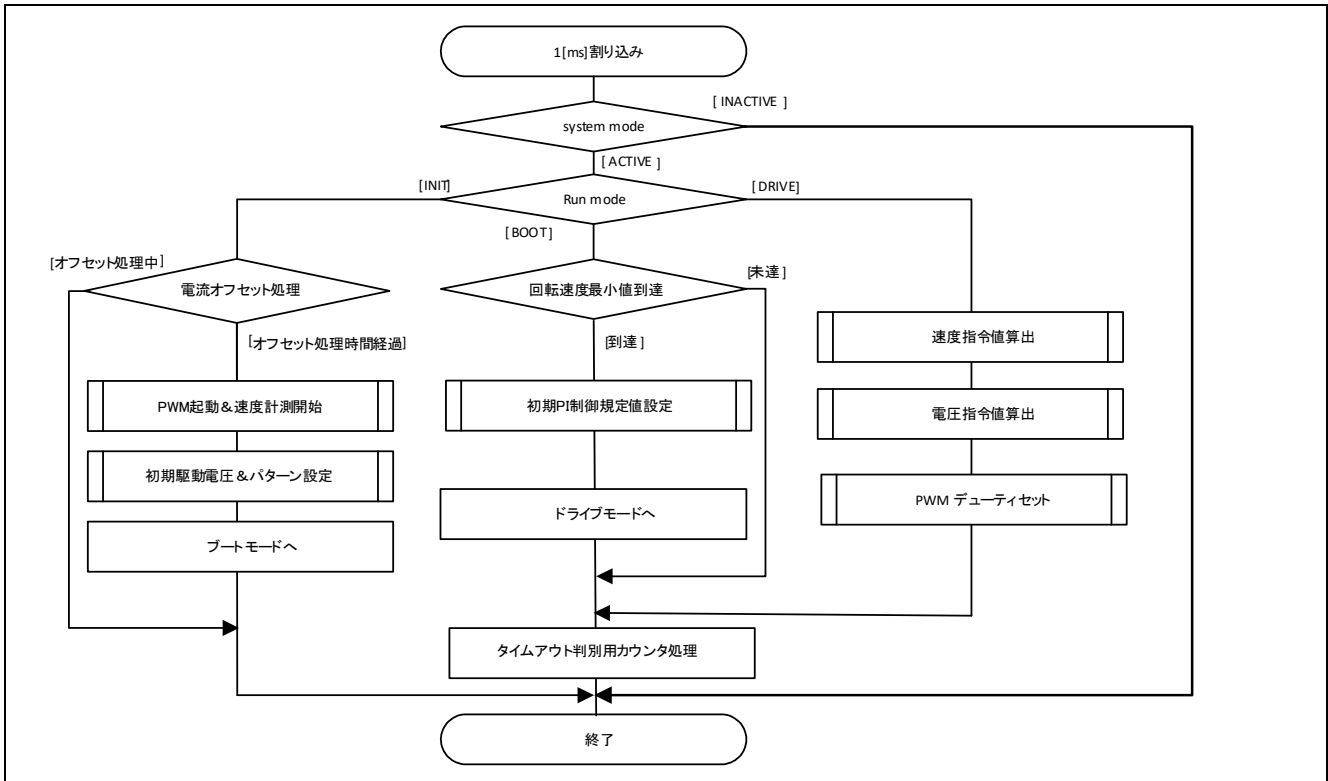 1[ms]割り込み
[ INACTIVE ]
system mode
[ ACTIVE ]
[INIT]
Run mode
[DRIVE]
[BOOT]
[オフセット処理中]
電流オフセット処理
回転速度最小値到達
[未達]
[オフセット処理時間経過]
[到達]
速度指令値算出
PWM起動&速度計測開始
初期PI制御規定値設定
電圧指令値算出
初期駆動電圧&パターン設定
ドライブモードへ
PWM デューティセット
ブートモードへ
タイムアウト判別用カウンタ処理
終了